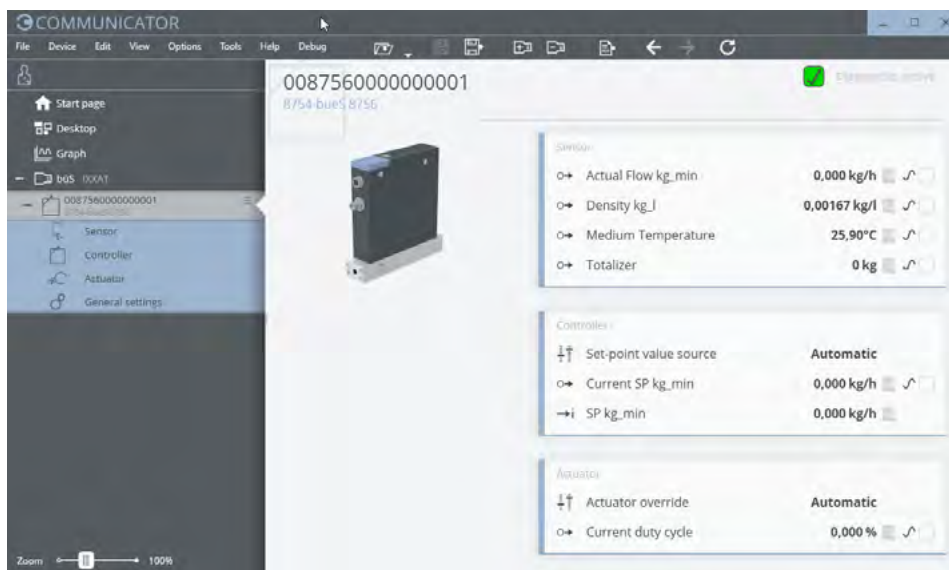 COMMUNICATOR
File Device Edit View Options Tools Help Debug
Start page
Desktop
Graph
büS IXXAT
0087560000000001
Sensor
Controller
Actuator
General settings
Zoom 100%
0087560000000001
8754-bueS 8756
Sensor
Actual Flow kg_min 0,000 kg/h
Density kg_l 0,00167 kg/l
Medium Temperature 25,90°C
Totalizer 0 kg
Controller
Set-point value source Automatic
Current SP kg_min 0,000 kg/h
SP kg_min 0,000 kg/h
Actuator
Actuator override Automatic
Current duty cycle 0,000 %